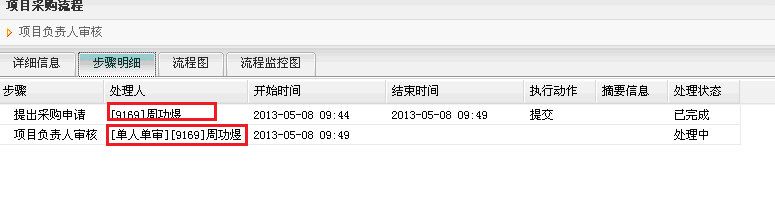 项目采购流程
项目负责人审核
详细信息 步骤明细 流程图 流程监控图
步骤 处理人 开始时间 结束时间 执行动作 摘要信息 处理状态
提出采购申请 [9169]周功煜 2013-05-08 09:44 2013-05-08 09:49 提交 已完成
项目负责人审核 [单人单审][9169]周功煜 2013-05-08 09:49 处理中